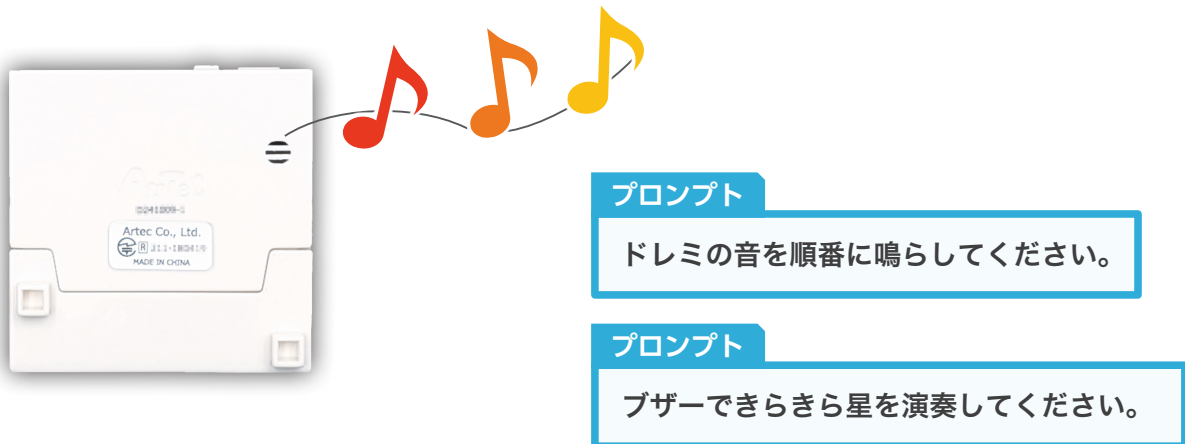 Artec Co., Ltd.
R
MADE IN CHINA
プロンプト
ドレミの音を順番に鳴らしてください。
プロンプト
ブザーできらきら星を演奏してください。